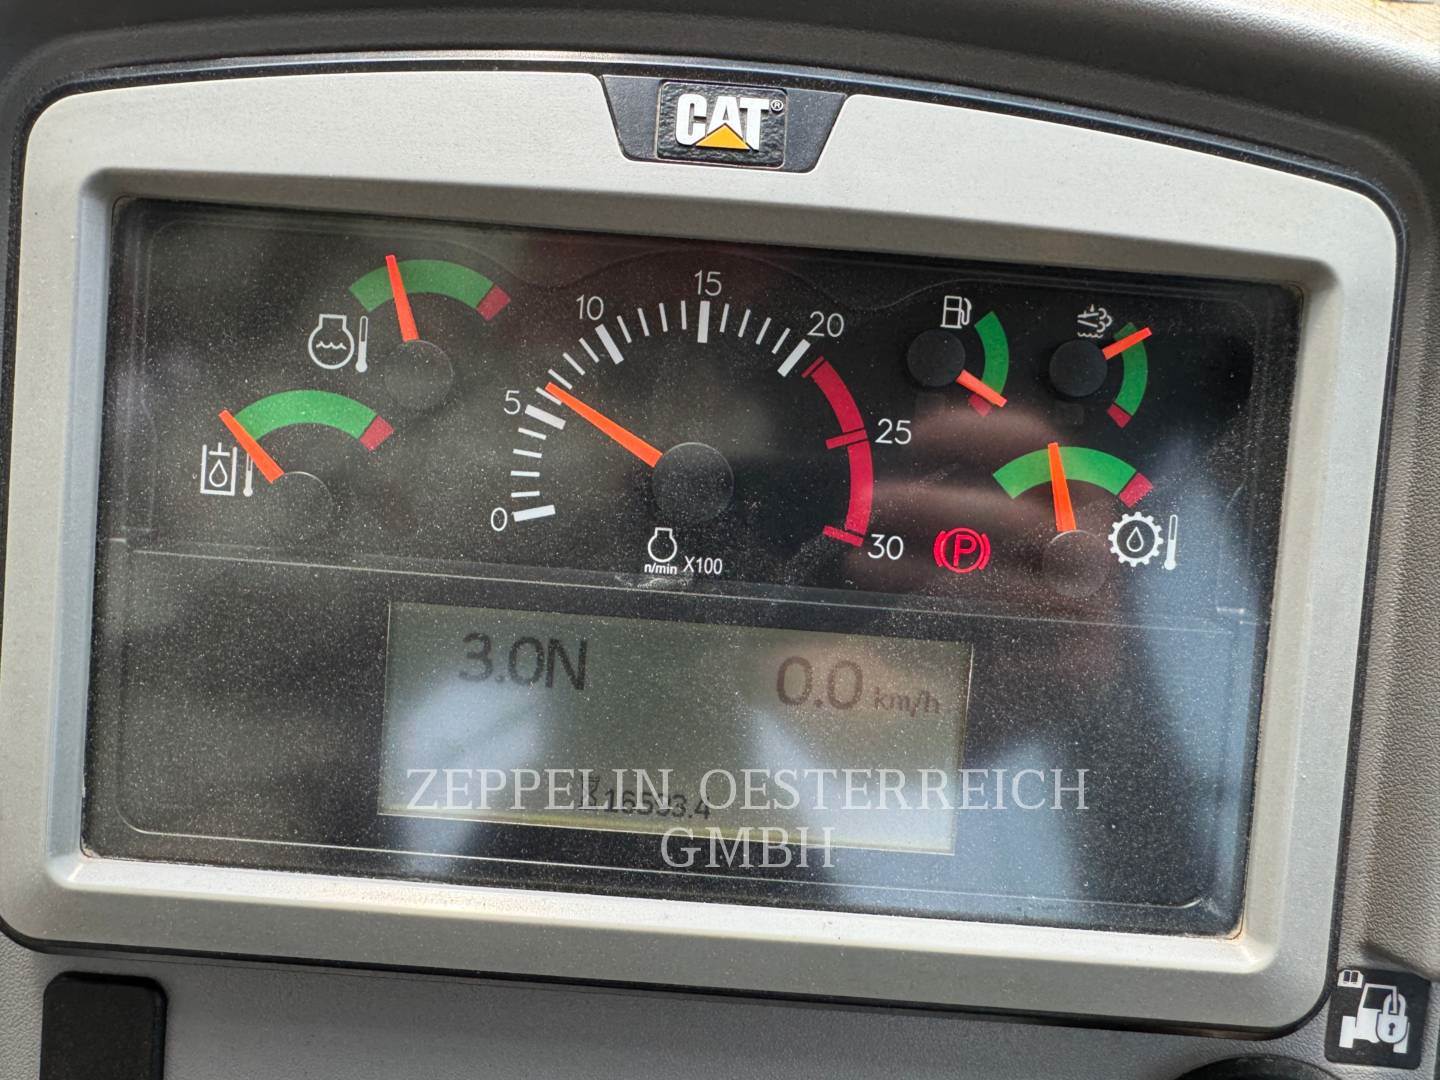 CAT®
15
10
20
5
25
0
30
n/min X100
P
3.0N
0.0 km/h
ZEPPELIN OESTERREICH
GMBH